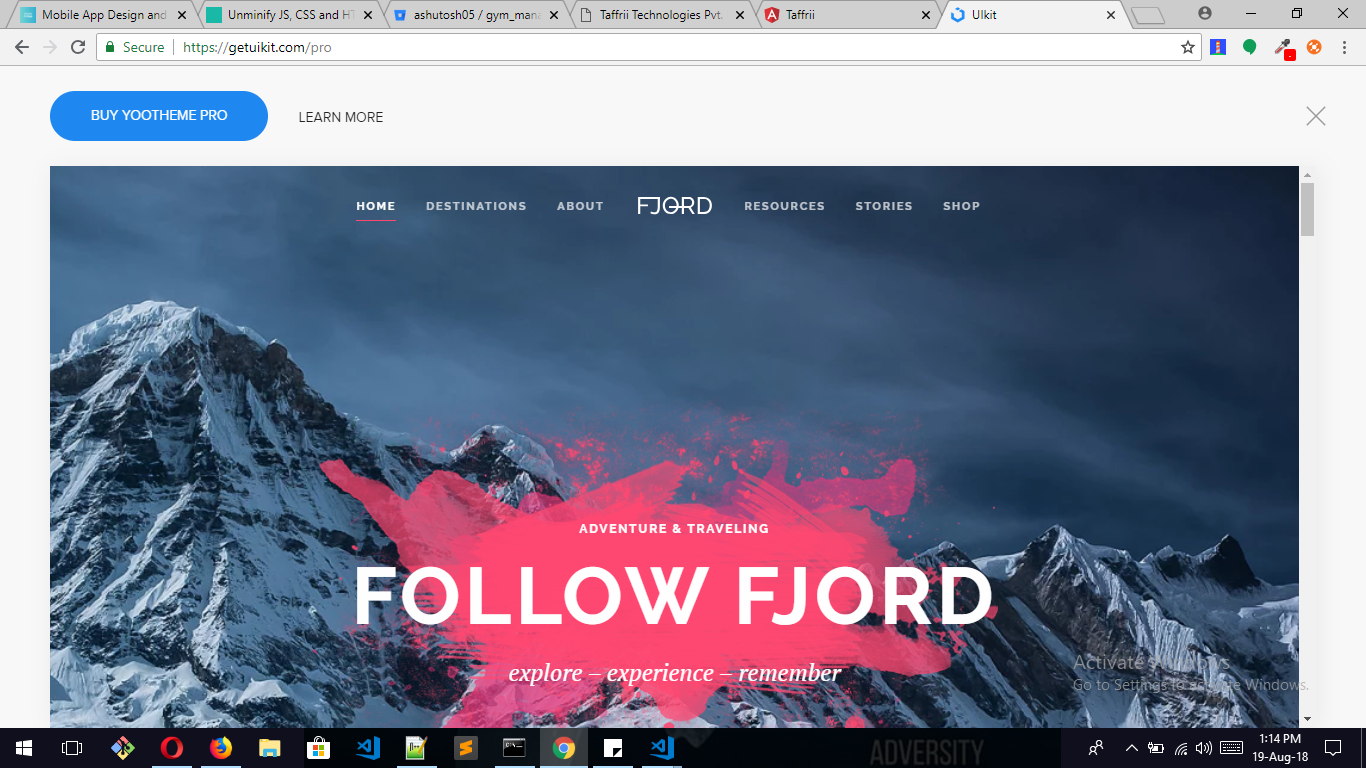 Mobile App Design and
Unminify JS, CSS and HT
ashutosh05 / gym_mana
Taffrii Technologies Pvt.
Taffrii
UIkit
Secure
https://getuikit.com/pro
BUY YOOTHEME PRO
LEARN MORE
HOME
DESTINATIONS
ABOUT
FJORD
RESOURCES
STORIES
SHOP
ADVENTURE & TRAVELING
FOLLOW FJORD
explore – experience – remember
Activate Windows
Go to Settings to activate Windows.
ADVERSITY
1:14 PM
19-Aug-18